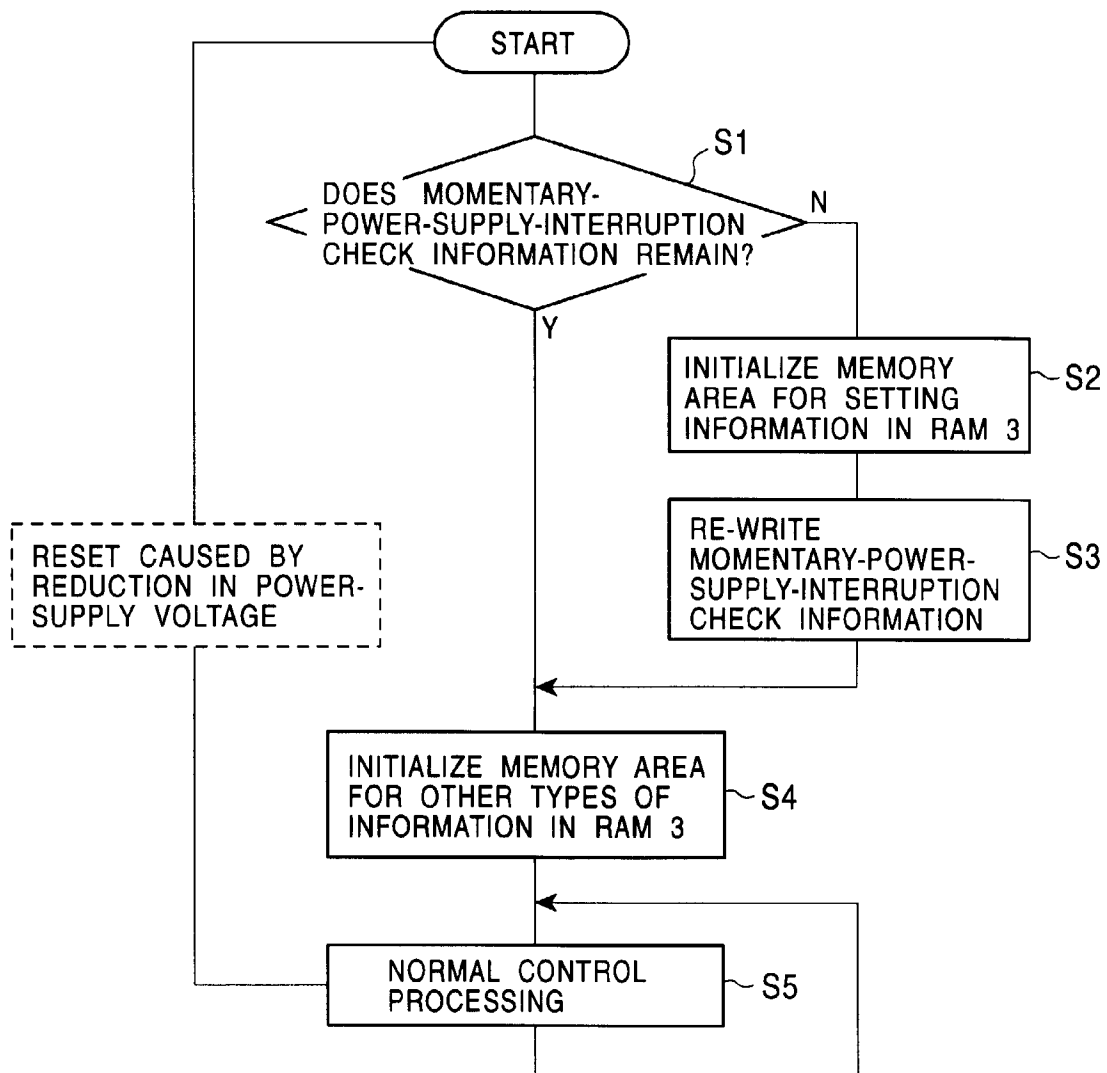 START
S1
DOES MOMENTARY-
POWER-SUPPLY-INTERRUPTION
CHECK INFORMATION REMAIN?
N
Y
INITIALIZE MEMORY
AREA FOR SETTING
INFORMATION IN RAM 3
S2
RE-WRITE
MOMENTARY-POWER-
SUPPLY-INTERRUPTION
CHECK INFORMATION
S3
RESET CAUSED BY
REDUCTION IN POWER-
SUPPLY VOLTAGE
INITIALIZE MEMORY AREA
FOR OTHER TYPES OF
INFORMATION IN RAM 3
S4
NORMAL CONTROL
PROCESSING
S5